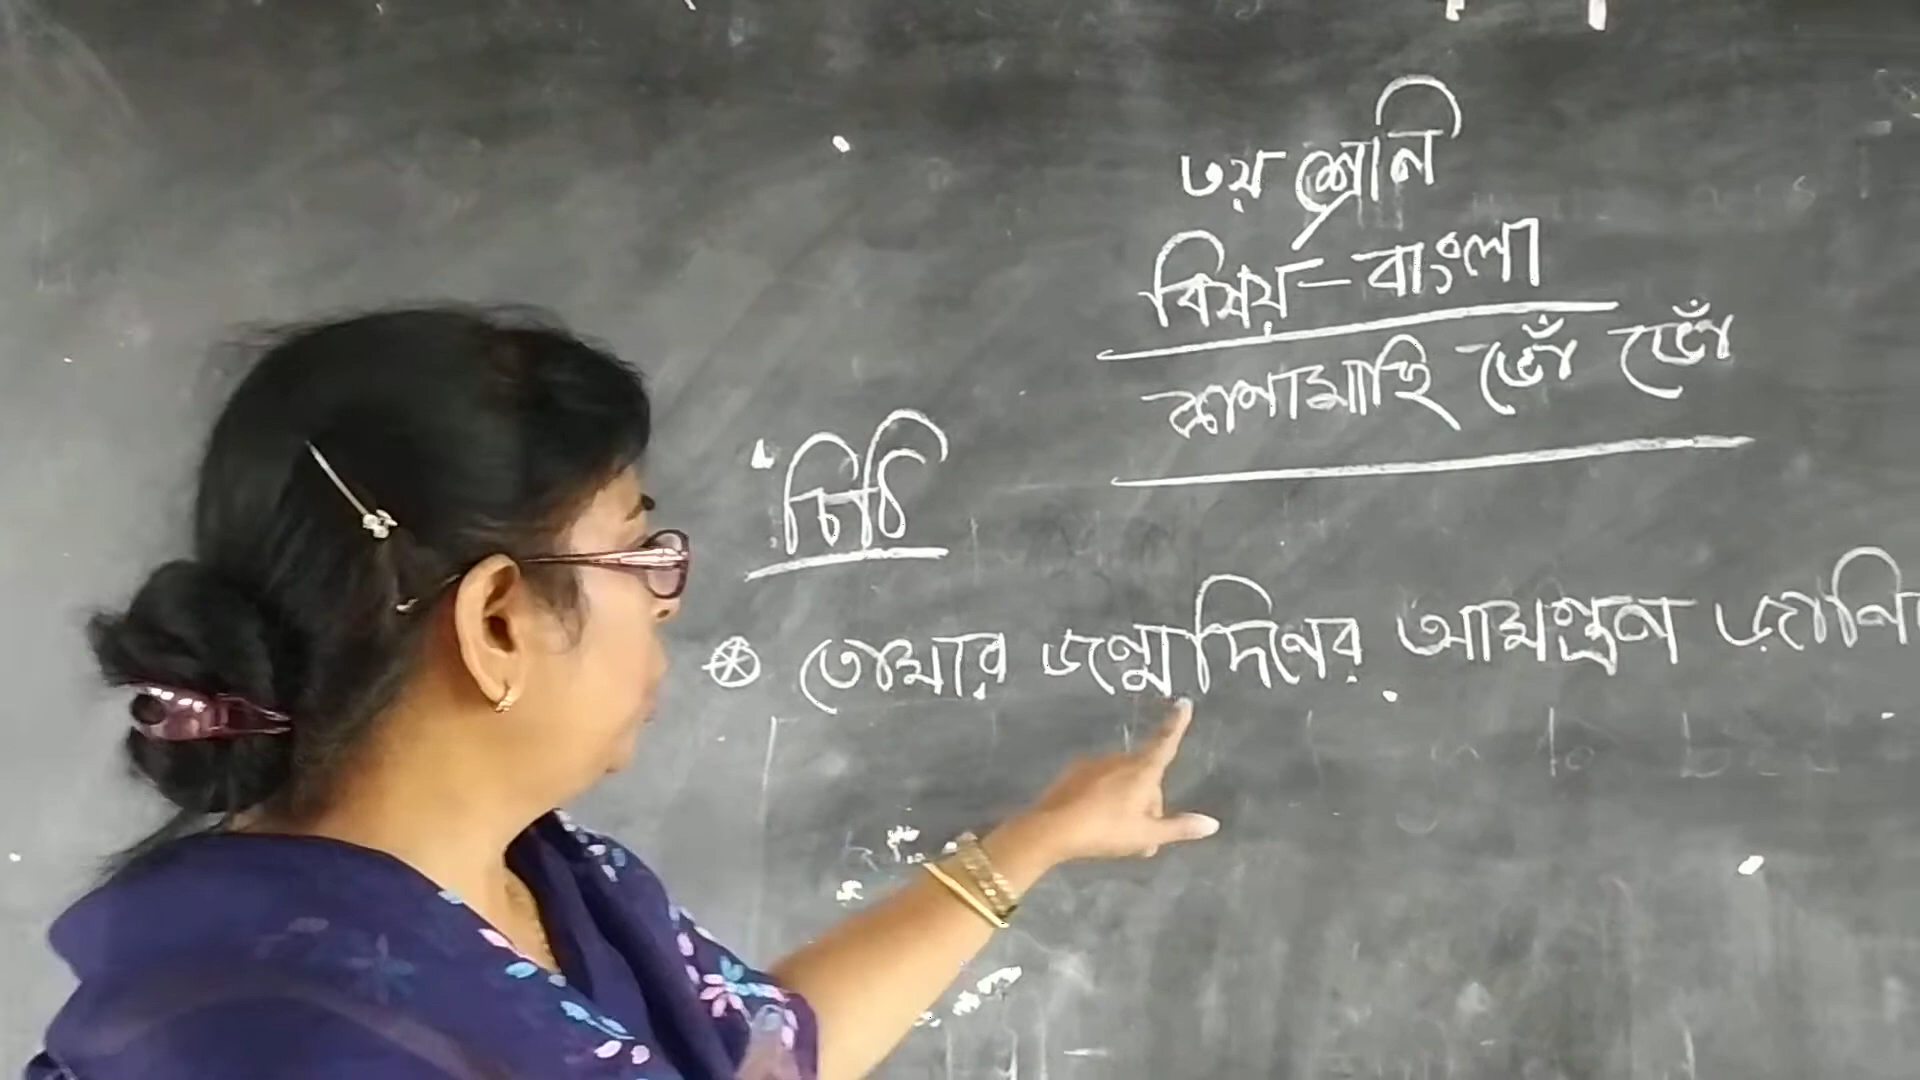 ৩য় শ্রেনি
বিষয় - বাংলা
কানামাছি ভোঁ ভোঁ
চিঠি
তোমার জন্মদিনের আমন্ত্রন জানি